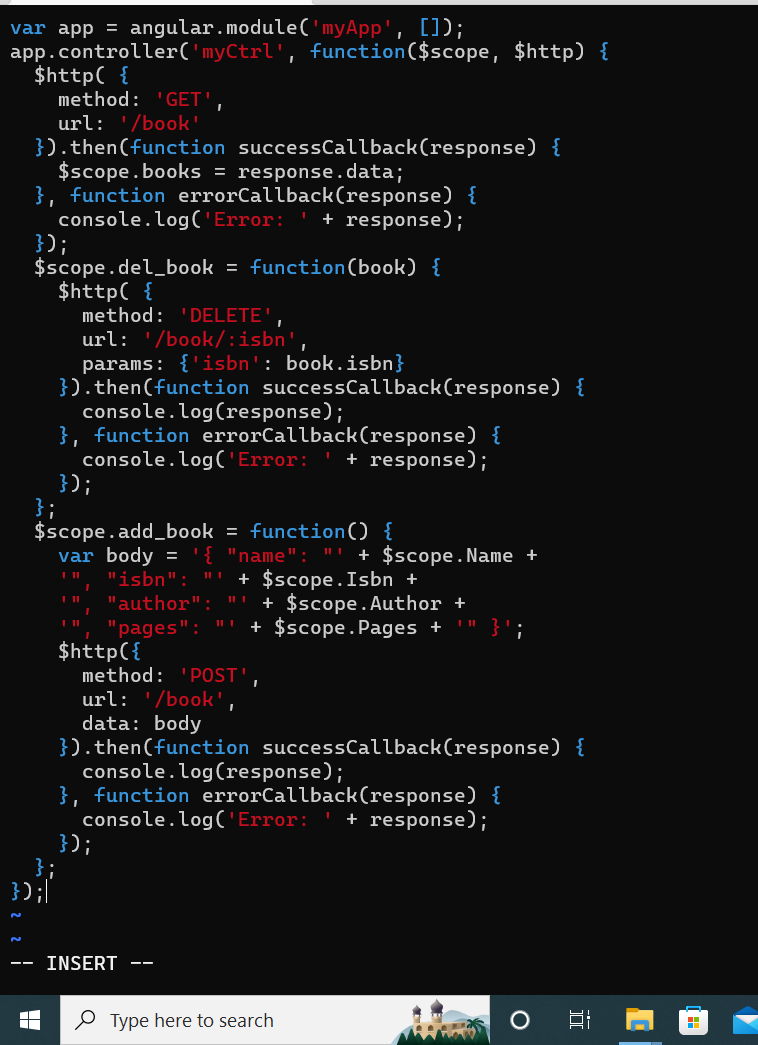 var app = angular.module('myApp', []);
app.controller('myCtrl', function($scope, $http) {
  $http( {
    method: 'GET',
    url: '/book'
  }).then(function successCallback(response) {
    $scope.books = response.data;
  }, function errorCallback(response) {
    console.log('Error: ' + response);
  });
  $scope.del_book = function(book) {
    $http( {
      method: 'DELETE',
      url: '/book/:isbn',
      params: {'isbn': book.isbn}
    }).then(function successCallback(response) {
      console.log(response);
    }, function errorCallback(response) {
      console.log('Error: ' + response);
    });
  };
  $scope.add_book = function() {
    var body = '{ "name": "' + $scope.Name +
    '", "isbn": "' + $scope.Isbn +
    '", "author": "' + $scope.Author +
    '", "pages": "' + $scope.Pages + '" }';
    $http({
      method: 'POST',
      url: '/book',
      data: body
    }).then(function successCallback(response) {
      console.log(response);
    }, function errorCallback(response) {
      console.log('Error: ' + response);
    });
  };
});
~
~
-- INSERT --
Type here to search